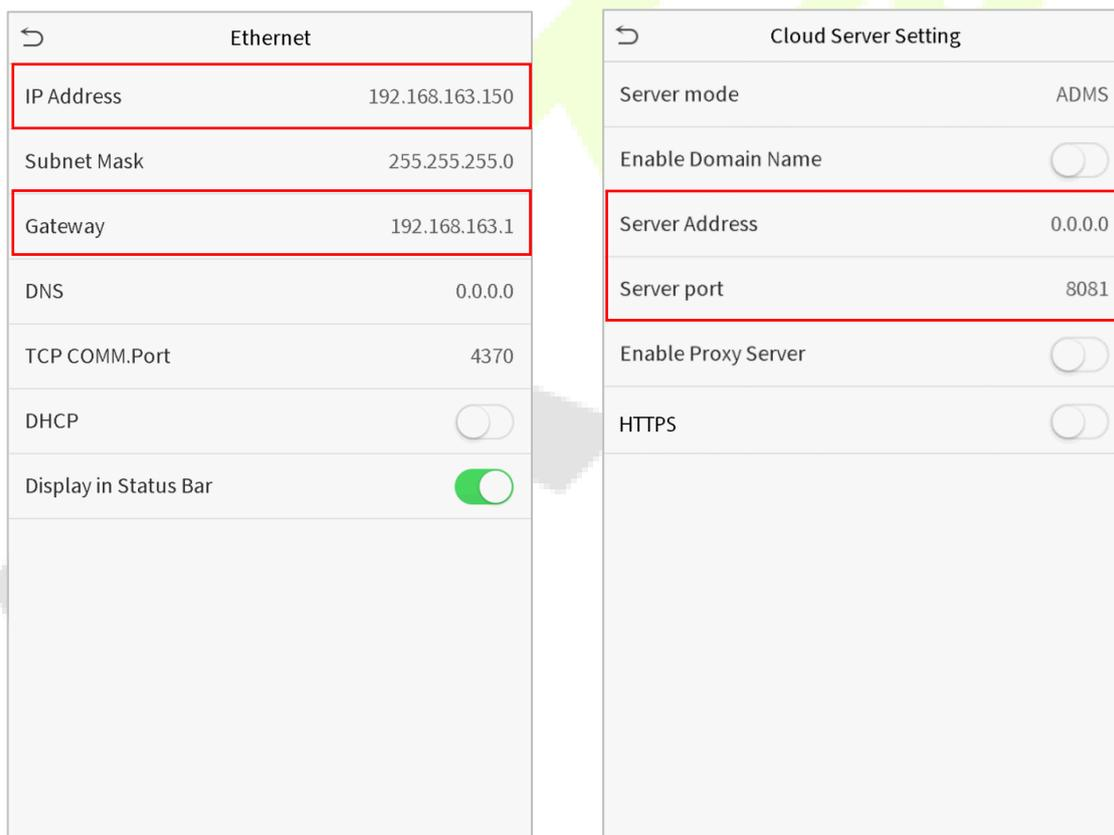 Ethernet
IP Address 192.168.163.150
Subnet Mask 255.255.255.0
Gateway 192.168.163.1
DNS 0.0.0.0
TCP COMM.Port 4370
DHCP
Display in Status Bar
Cloud Server Setting
Server mode ADMS
Enable Domain Name
Server Address 0.0.0.0
Server port 8081
Enable Proxy Server
HTTPS